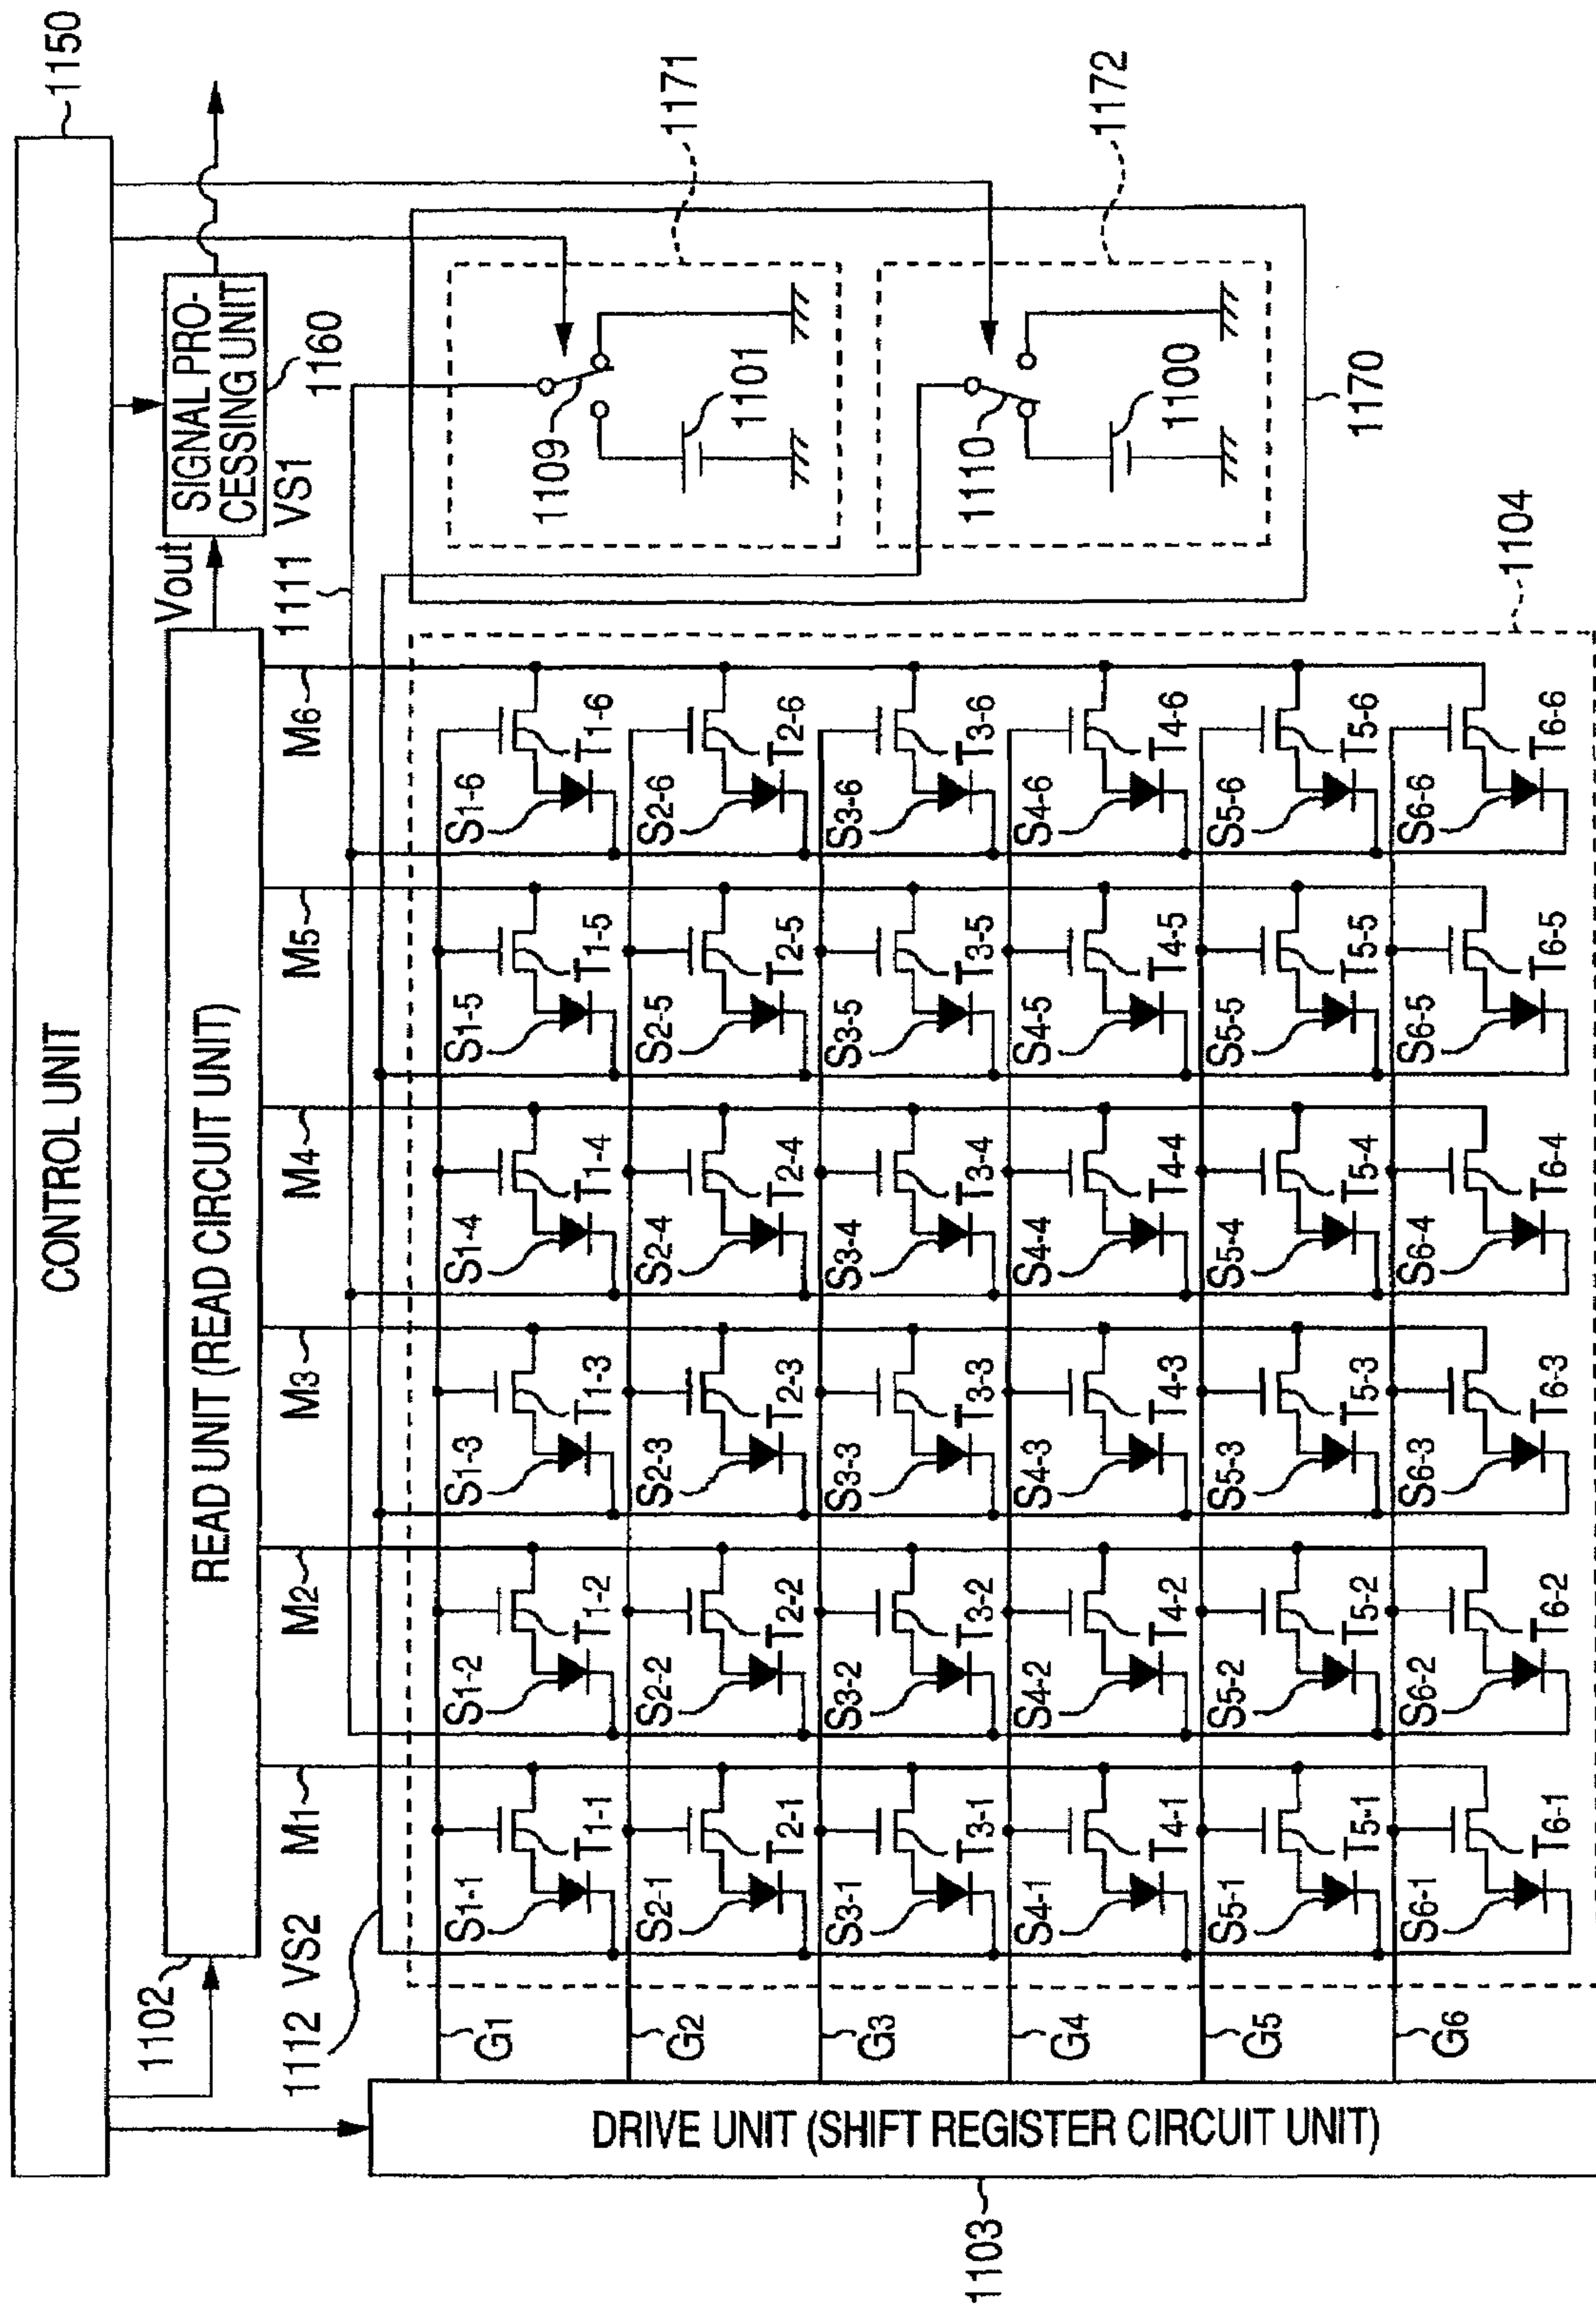 CONTROL UNIT
1150
1102
READ UNIT (READ CIRCUIT UNIT)
Vout
SIGNAL PRO-
CESSING UNIT
1160
1112 VS2
M1
M2
M3
M4
M5
M6
1111 VS1
1103
DRIVE UNIT (SHIFT REGISTER CIRCUIT UNIT)
G1
S1-1
T1-1
S1-2
T1-2
S1-3
T1-3
S1-4
T1-4
S1-5
T1-5
S1-6
T1-6
G2
S2-1
T2-1
S2-2
T2-2
S2-3
T2-3
S2-4
T2-4
S2-5
T2-5
S2-6
T2-6
G3
S3-1
T3-1
S3-2
T3-2
S3-3
T3-3
S3-4
T3-4
S3-5
T3-5
S3-6
T3-6
G4
S4-1
T4-1
S4-2
T4-2
S4-3
T4-3
S4-4
T4-4
S4-5
T4-5
S4-6
T4-6
G5
S5-1
T5-1
S5-2
T5-2
S5-3
T5-3
S5-4
T5-4
S5-5
T5-5
S5-6
T5-6
G6
S6-1
T6-1
S6-2
T6-2
S6-3
T6-3
S6-4
T6-4
S6-5
T6-5
S6-6
T6-6
1109
1101
1171
1110
1100
1172
1170
1104